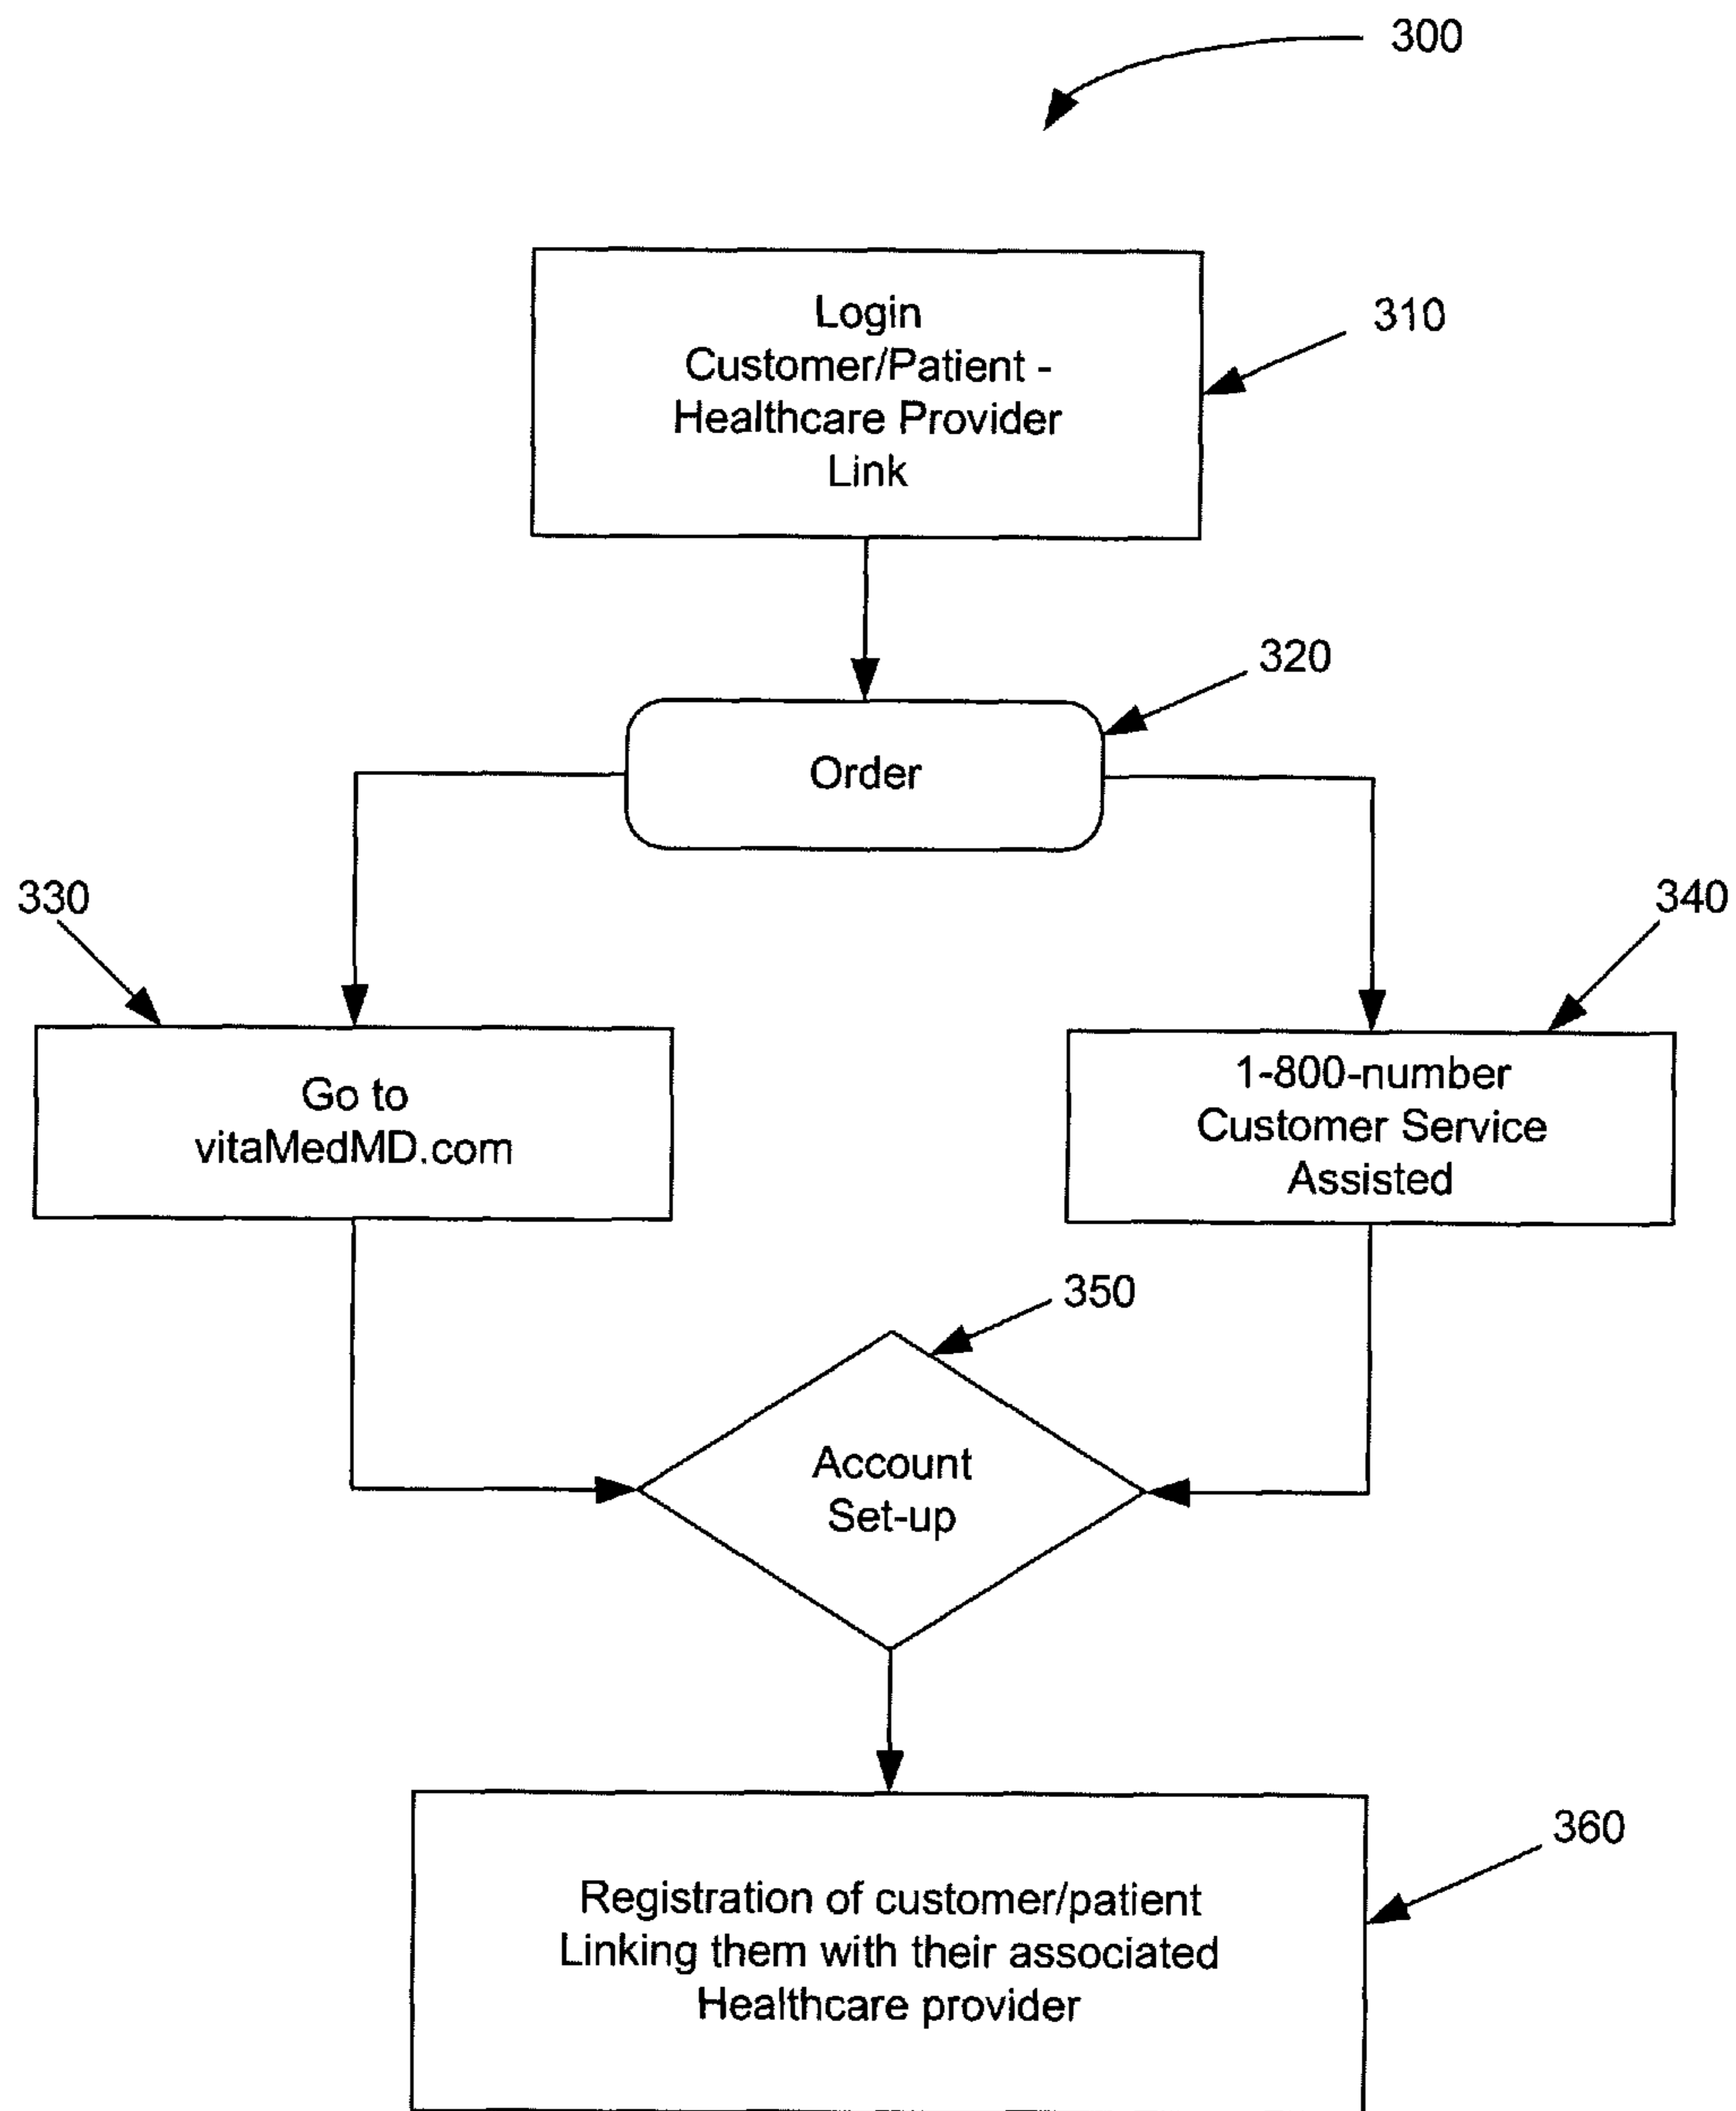 300
Login
Customer/Patient -
Healthcare Provider
Link
310
320
Order
330
340
Go to
vitaMedMD.com
1-800-number
Customer Service
Assisted
350
Account
Set-up
360
Registration of customer/patient
Linking them with their associated
Healthcare provider